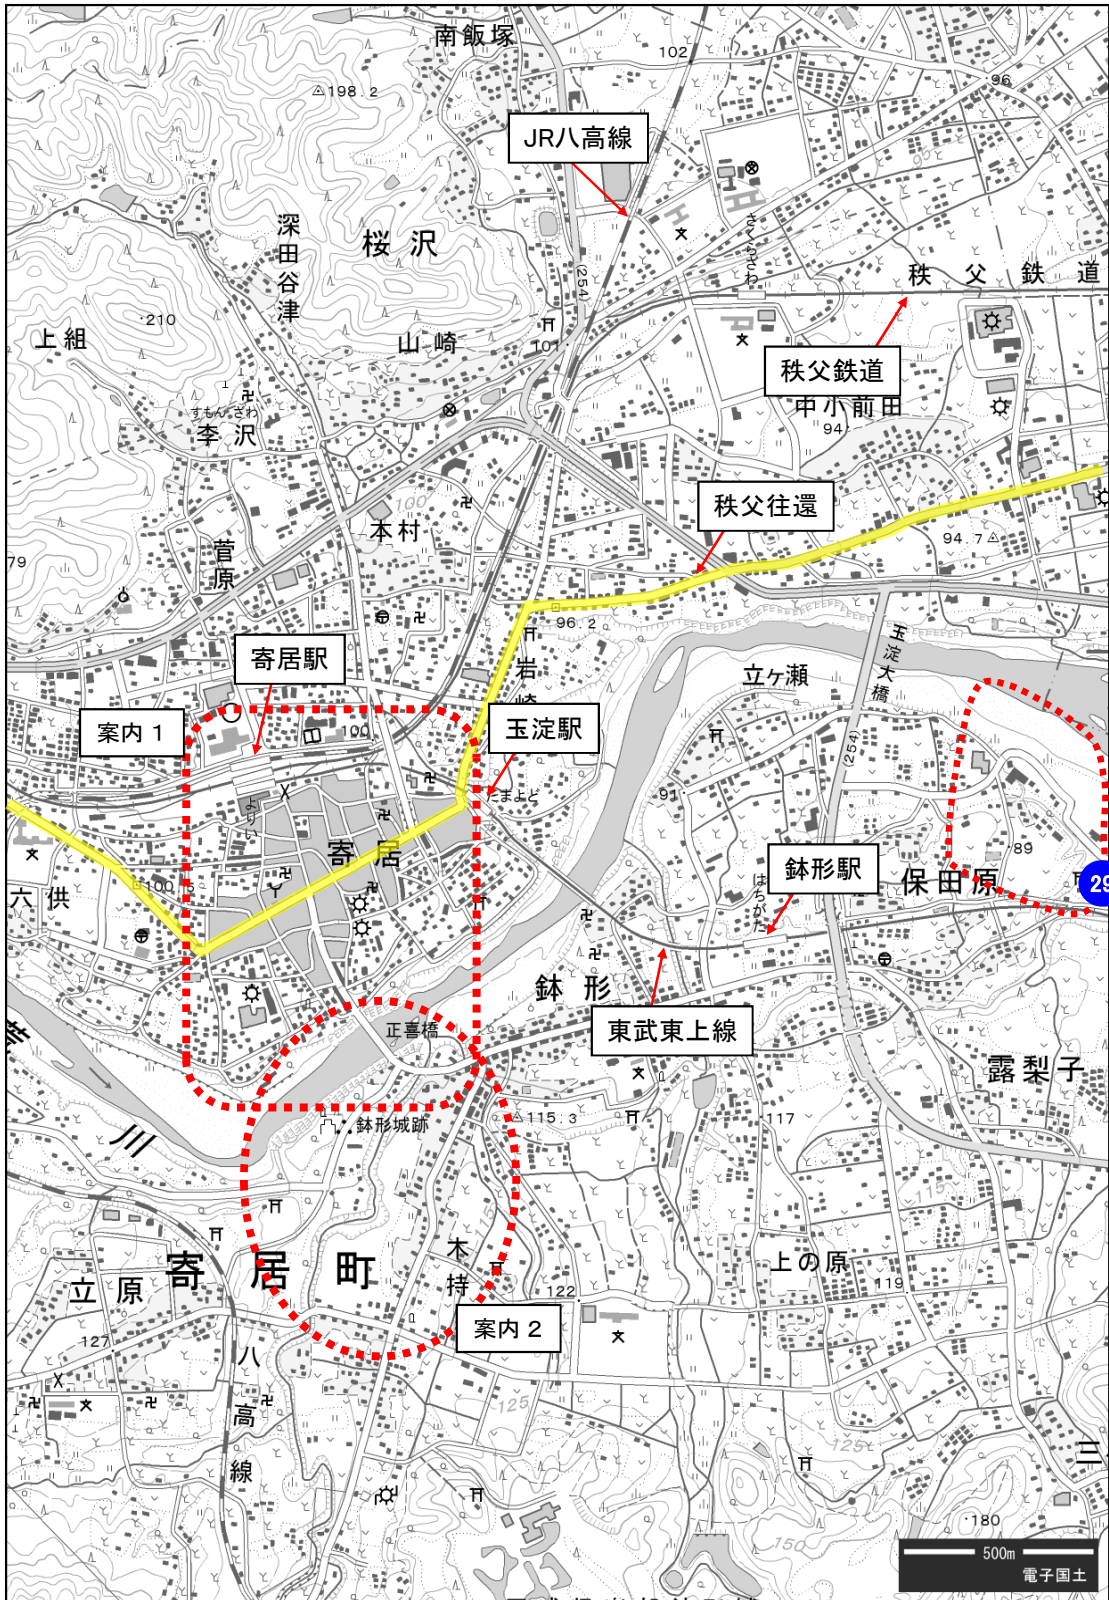 南飯塚
102
96
198.2
JR八高線
深田谷津
桜沢
さくらざわ
(254)
秩父鉄道
上組
210
山崎
101
秩父鉄道
中小前田
94
すもんざわ
李沢
秩父往還
本村
94.7
菅原
79
96.2
岩崎
玉淀大橋
寄居駅
立ヶ瀬
案内1
玉淀駅
100
(254)
たまよど
91
よりい
寄居
89
鉢形駅
はちがた
保田原
29
100.5
六供
鉢形
東武東上線
正喜橋
露梨子
鉢形城跡
115.3
117
川
115
150
木持
寄居町
上の原
立原
119
122
案内2
127
八高線
125
125
三
180
150
500m
電子国土